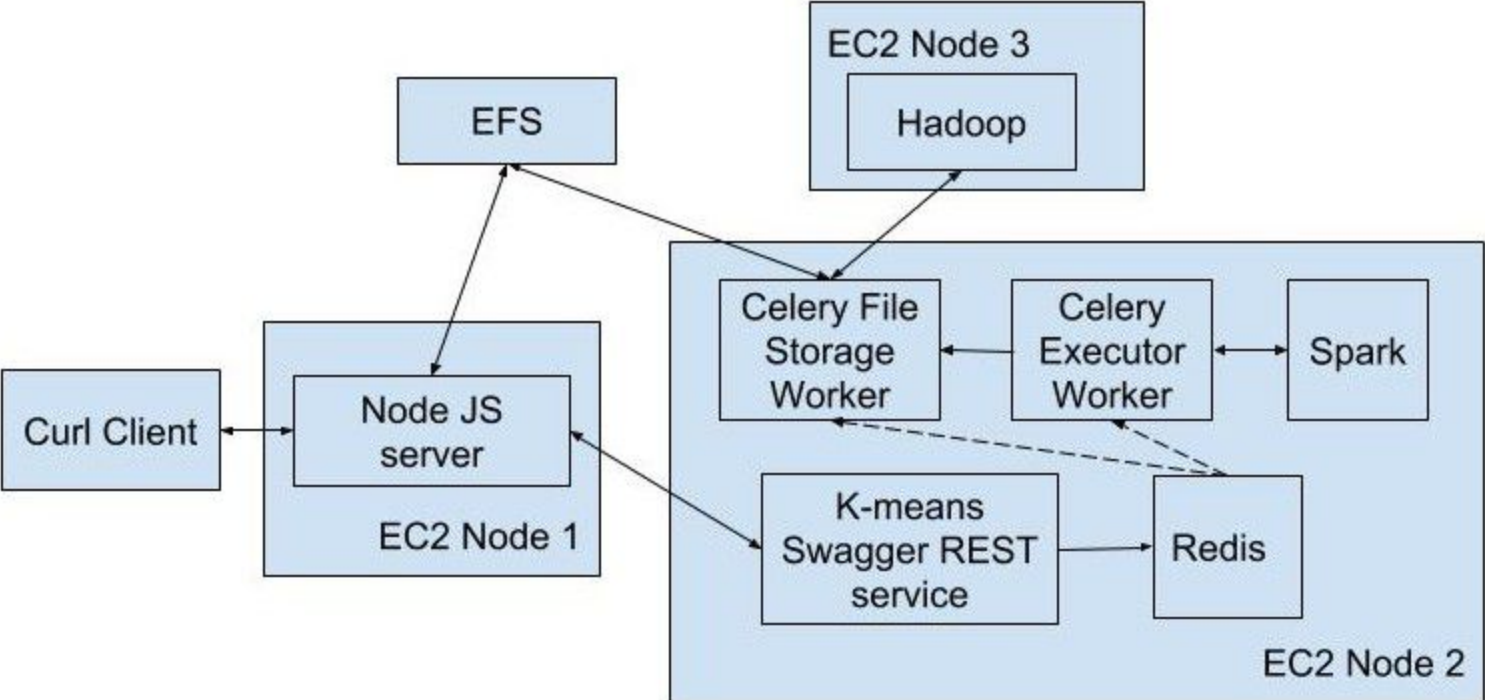 EC2 Node 3
Hadoop
EFS
Celery File
Storage
Worker
Celery
Executor
Worker
Spark
Curl Client
Node JS
server
EC2 Node 1
K-means
Swagger REST
service
Redis
EC2 Node 2